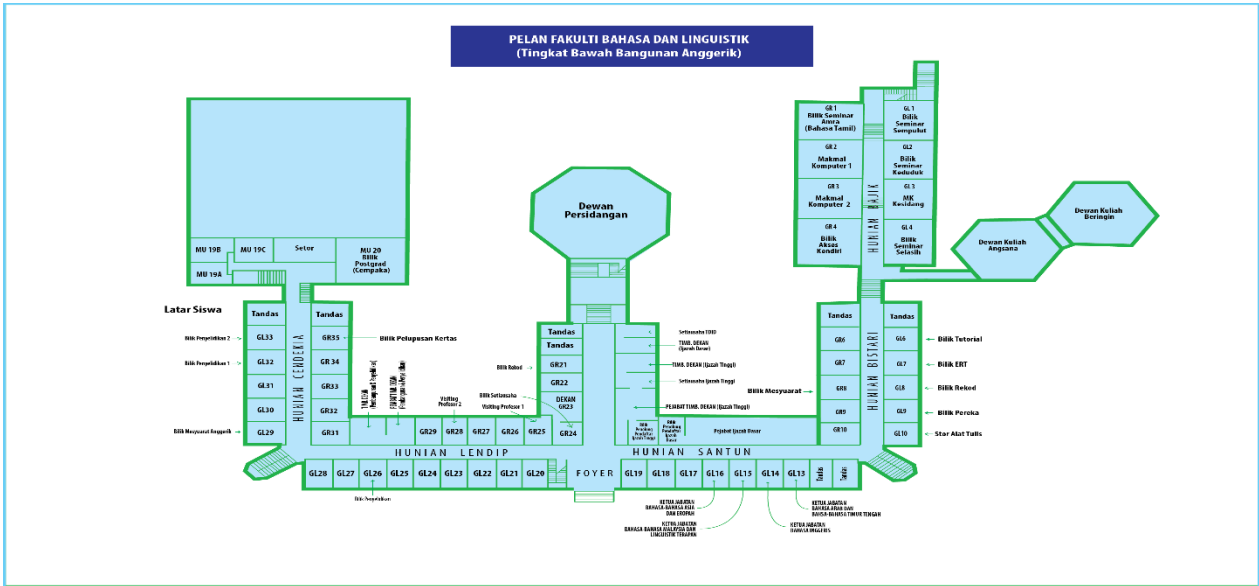 PELAN FAKULTI BAHASA DAN LINGUISTIK
(Tingkat Bawah Bangunan Anggerik)
GR 1
Bilik Seminar
Amra
(Bahasa Tamil)
GL 1
Bilik
Seminar
Sempulut
GR 2
Makmal
Komputer 1
GL2
Bilik
Seminar
Keduduk
GR 3
Makmal
Komputer 2
GL 3
MK
Kesidang
GR 4
Bilik
Akses
Kendiri
GL 4
Bilik
Seminar
Selasih
HUNIAN BAJIK
Dewan Kuliah
Beringin
Dewan Kuliah
Angsana
Dewan
Persidangan
MU 19B
MU 19C
Setor
MU 20
Bilik
Postgrad
(Cempaka)
MU 19A
Latar Siswa
Tandas
Tandas
Bilik Penyelidikan 2
GL33
GR35
Bilik Pelupusan Kertas
Bilik Penyelidikan 1
GL32
GR34
GL31
GR33
GL30
GR32
Bilik Mesyuarat Anggerik
GL29
GR31
HUNIAN CENDEKIA
Visiting
Profesor 2
Visiting Profesor 1
Bilik Setiausaha
Bilik Rekod
GR29
GR28
GR27
GR26
GR25
GR24
Tandas
Tandas
GR21
GR22
DEKAN
GR23
Setiausaha TDID
TIMB. DEKAN
(Ijazah Dasar)
TIMB. DEKAN (Ijazah Tinggi)
Setiausaha Ijazah Tinggi
PEJABAT TIMB. DEKAN (Ijazah Tinggi)
Pejabat Ijazah Dasar
Tandas
Tandas
GR6
GL6
Bilik Tutorial
GR7
GL7
Bilik ERT
Bilik Mesyuarat
GR8
GL8
Bilik Rekod
GR9
GL9
Bilik Pereka
GR10
GL10
Stor Alat Tulis
HUNIAN BISTARI
HUNIAN LENDIP
FOYER
HUNIAN SANTUN
GL28
GL27
GL26
GL25
GL24
GL23
GL22
GL21
GL20
GL19
GL18
GL17
GL16
GL15
GL14
GL13
Tandas
Tandas
Bilik Penyelidikan
KETUA JABATAN
BAHASA-BAHASA ASIA
DAN EROPAH
KETUA JABATAN
BAHASA ARAB DAN
BAHASA-BAHASA TIMUR TENGAH
KETUA JABATAN
BAHASA-BAHASA MALAYSIA DAN
LINGUISTIK TERAPAN
KETUA JABATAN
BAHASA INGGERIS